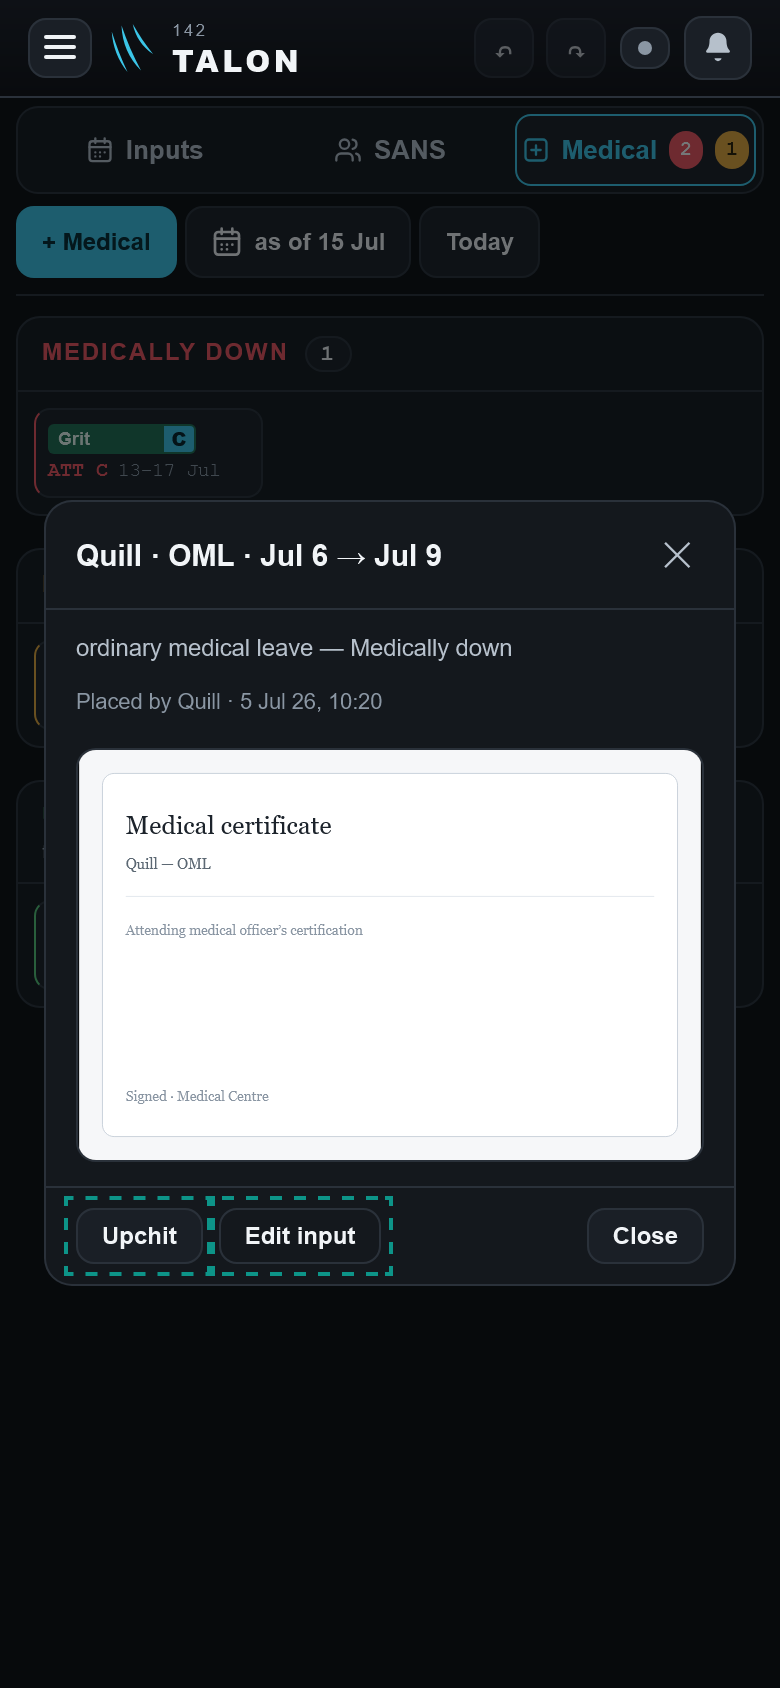 142
TALON
Inputs
SANS
Medical 2 1
+ Medical
as of 15 Jul
Today
MEDICALLY DOWN 1
Grit C
ATT C 13–17 Jul
Quill · OML · Jul 6 → Jul 9
ordinary medical leave — Medically down
Placed by Quill · 5 Jul 26, 10:20
Medical certificate
Quill — OML
Attending medical officer's certification
Signed · Medical Centre
Upchit
Edit input
Close